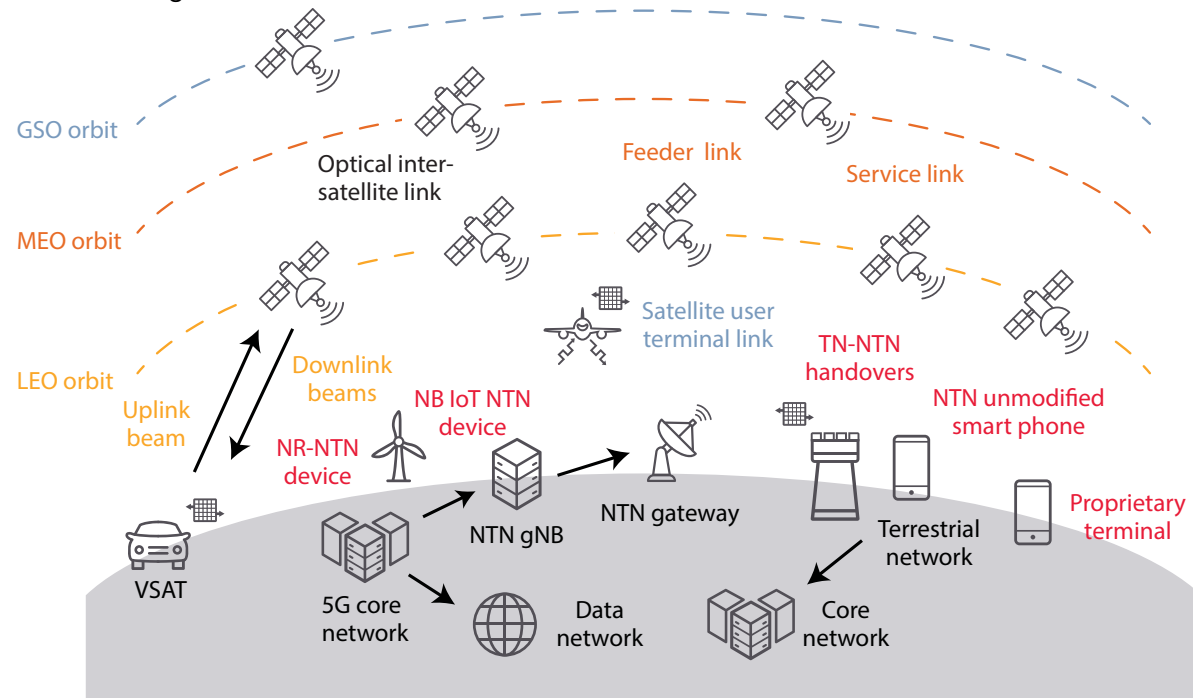 GSO orbit
Optical inter-
satellite link
Feeder link
Service link
MEO orbit
Satellite user
terminal link
TN-NTN
handovers
LEO orbit
Uplink
beam
Downlink
beams
NB IoT NTN
device
NTN unmodified
smart phone
NR-NTN
device
NTN gNB
NTN gateway
Terrestrial
network
Proprietary
terminal
VSAT
5G core
network
Data
network
Core
network